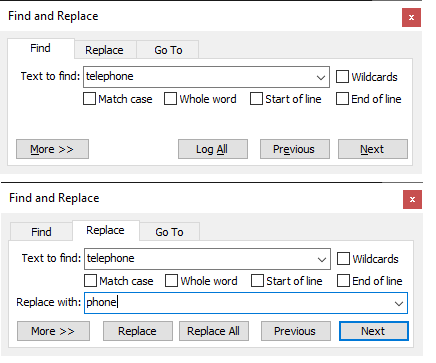 Find and Replace
x
Find Replace Go To
Text to find: telephone Wildcards
Match case Whole word Start of line End of line
More >> Log All Previous Next
Find and Replace
x
Find Replace Go To
Text to find: telephone Wildcards
Match case Whole word Start of line End of line
Replace with: phone
More >> Replace Replace All Previous Next